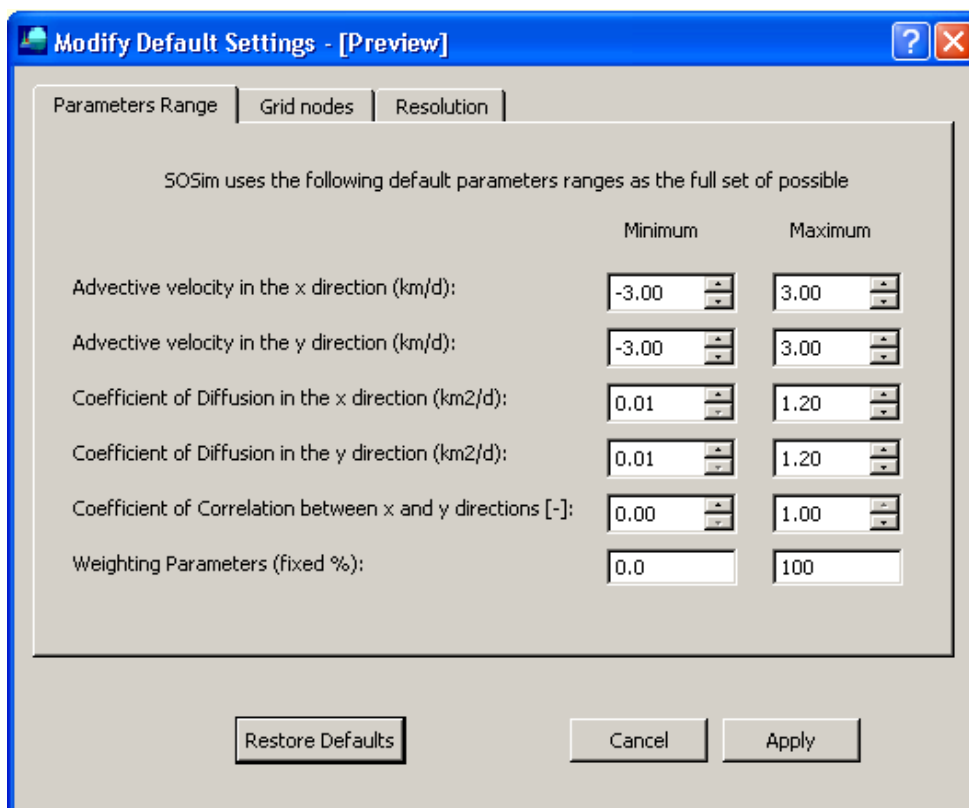 Modify Default Settings - [Preview]
Parameters Range Grid nodes Resolution
SOSim uses the following default parameters ranges as the full set of possible
Minimum Maximum
Advective velocity in the x direction (km/d): -3.00 3.00
Advective velocity in the y direction (km/d): -3.00 3.00
Coefficient of Diffusion in the x direction (km2/d): 0.01 1.20
Coefficient of Diffusion in the y direction (km2/d): 0.01 1.20
Coefficient of Correlation between x and y directions [-]: 0.00 1.00
Weighting Parameters (fixed %): 0.0 100
Restore Defaults Cancel Apply